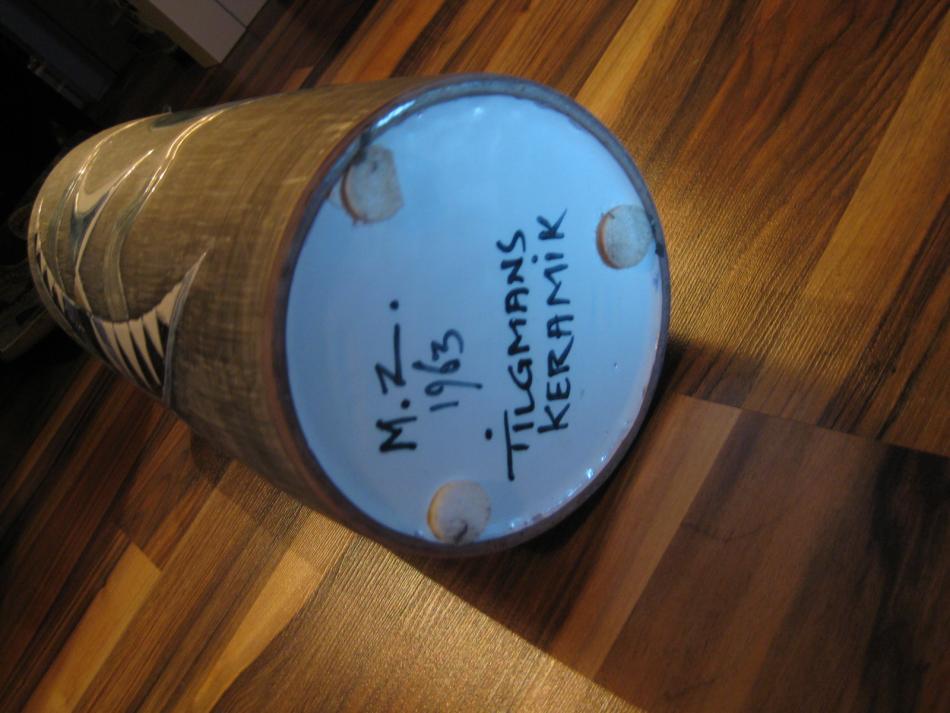 M.Z.
1963
TILGMANS
KERAMIK